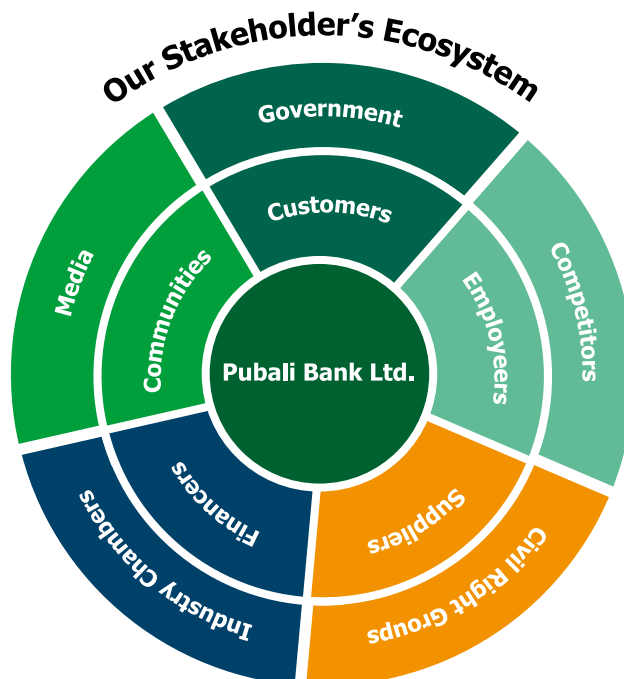 Our Stakeholder's Ecosystem
Government
Customers
Competitors
Employeers
Civil Right Groups
Suppliers
Industry Chambers
Financers
Media
Communities
Pubali Bank Ltd.